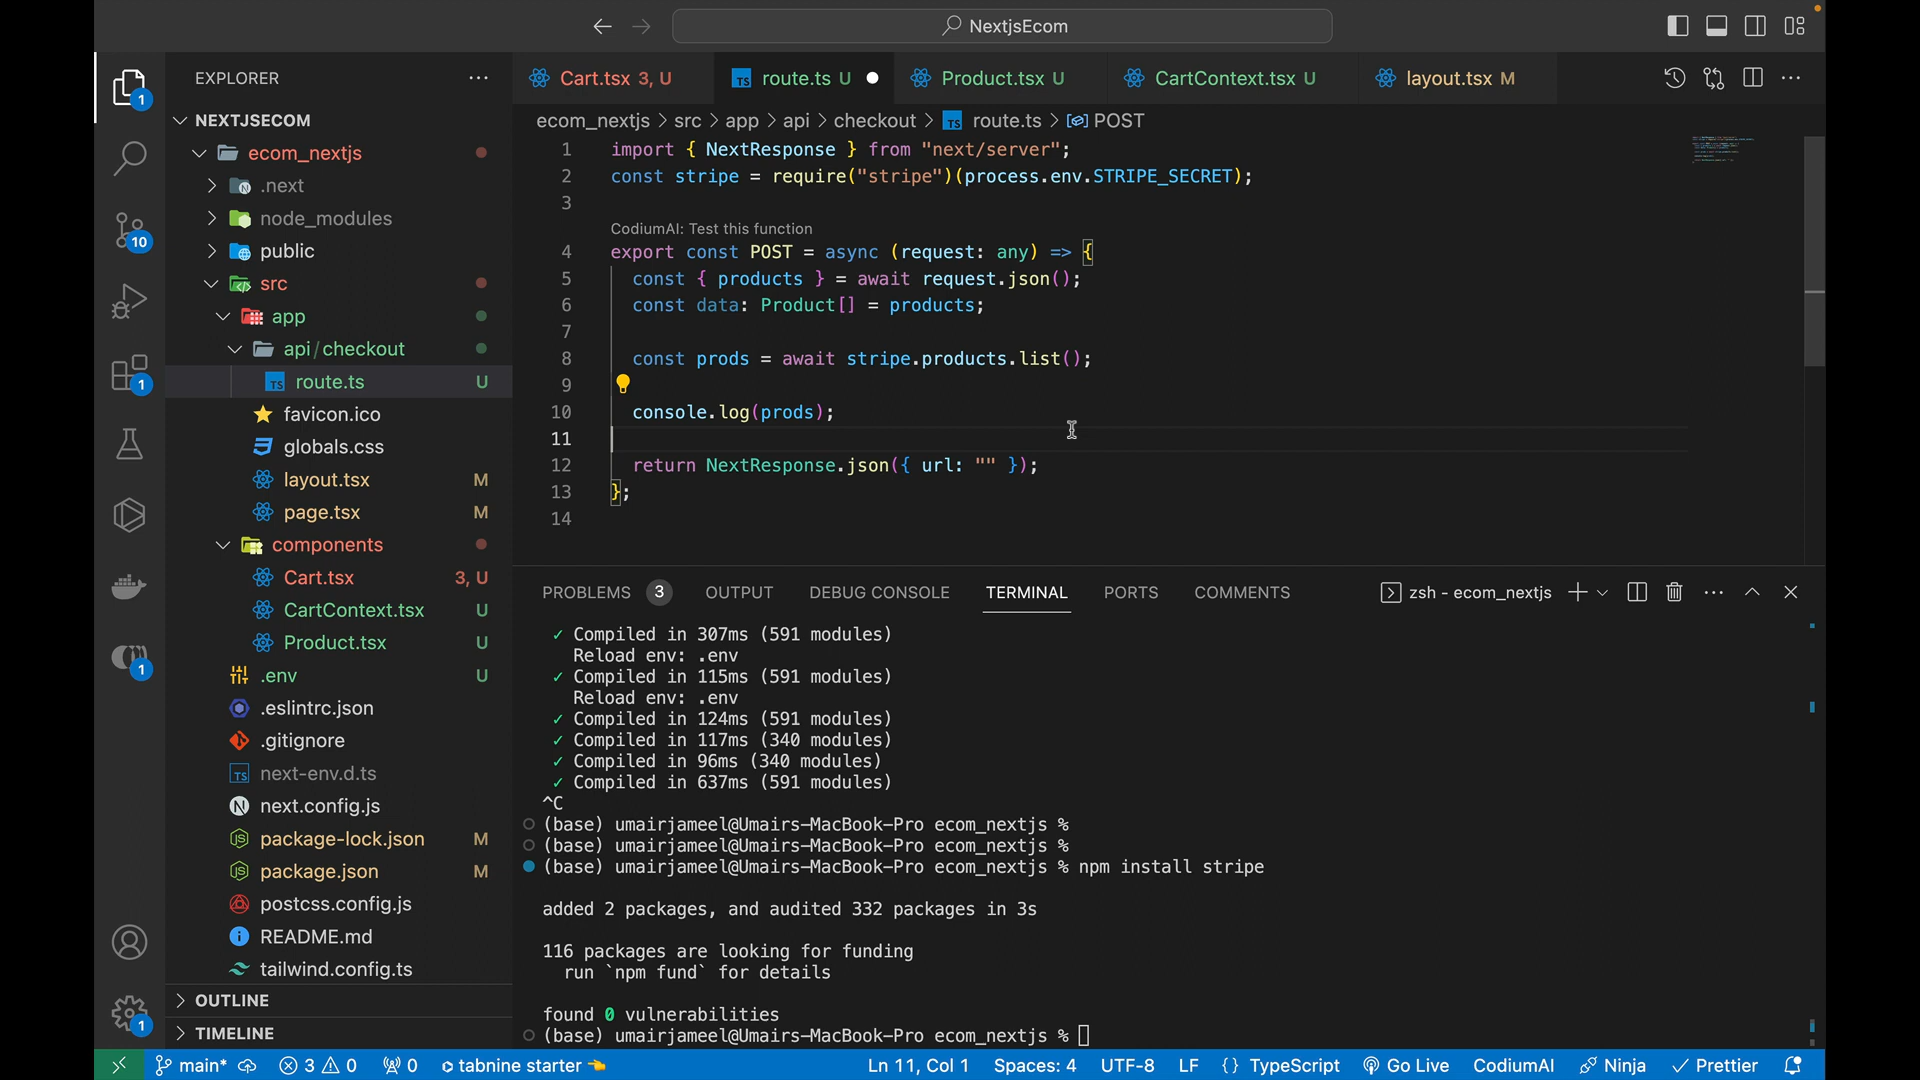 NextjsEcom
EXPLORER
NEXTJSECOM
ecom_nextjs
.next
node_modules
public
src
app
api/checkout
route.ts U
favicon.ico
globals.css
layout.tsx M
page.tsx M
components
Cart.tsx 3, U
CartContext.tsx U
Product.tsx U
.env U
.eslintrc.json
.gitignore
next-env.d.ts
next.config.js
package-lock.json M
package.json M
postcss.config.js
README.md
tailwind.config.ts
OUTLINE
TIMELINE
1
10
1
1
1
Cart.tsx 3, U
route.ts U
Product.tsx U
CartContext.tsx U
layout.tsx M
ecom_nextjs > src > app > api > checkout > TS route.ts > POST
1 import { NextResponse } from "next/server";
2 const stripe = require("stripe")(process.env.STRIPE_SECRET);
3
CodiumAI: Test this function
4 export const POST = async (request: any) => {
5 const { products } = await request.json();
6 const data: Product[] = products;
7
8 const prods = await stripe.products.list();
9
10 console.log(prods);
11
12 return NextResponse.json({ url: "" });
13 };
14
PROBLEMS 3 OUTPUT DEBUG CONSOLE TERMINAL PORTS COMMENTS zsh - ecom_nextjs
✓ Compiled in 307ms (591 modules)
Reload env: .env
✓ Compiled in 115ms (591 modules)
Reload env: .env
✓ Compiled in 124ms (591 modules)
✓ Compiled in 117ms (340 modules)
✓ Compiled in 96ms (340 modules)
✓ Compiled in 637ms (591 modules)
^C
(base) umairjameel@Umairs-MacBook-Pro ecom_nextjs %
(base) umairjameel@Umairs-MacBook-Pro ecom_nextjs %
(base) umairjameel@Umairs-MacBook-Pro ecom_nextjs % npm install stripe
added 2 packages, and audited 332 packages in 3s
116 packages are looking for funding
run `npm fund` for details
found 0 vulnerabilities
(base) umairjameel@Umairs-MacBook-Pro ecom_nextjs %
main* 3 0 0 tabnine starter Ln 11, Col 1 Spaces: 4 UTF-8 LF {} TypeScript Go Live CodiumAI Ninja Prettier